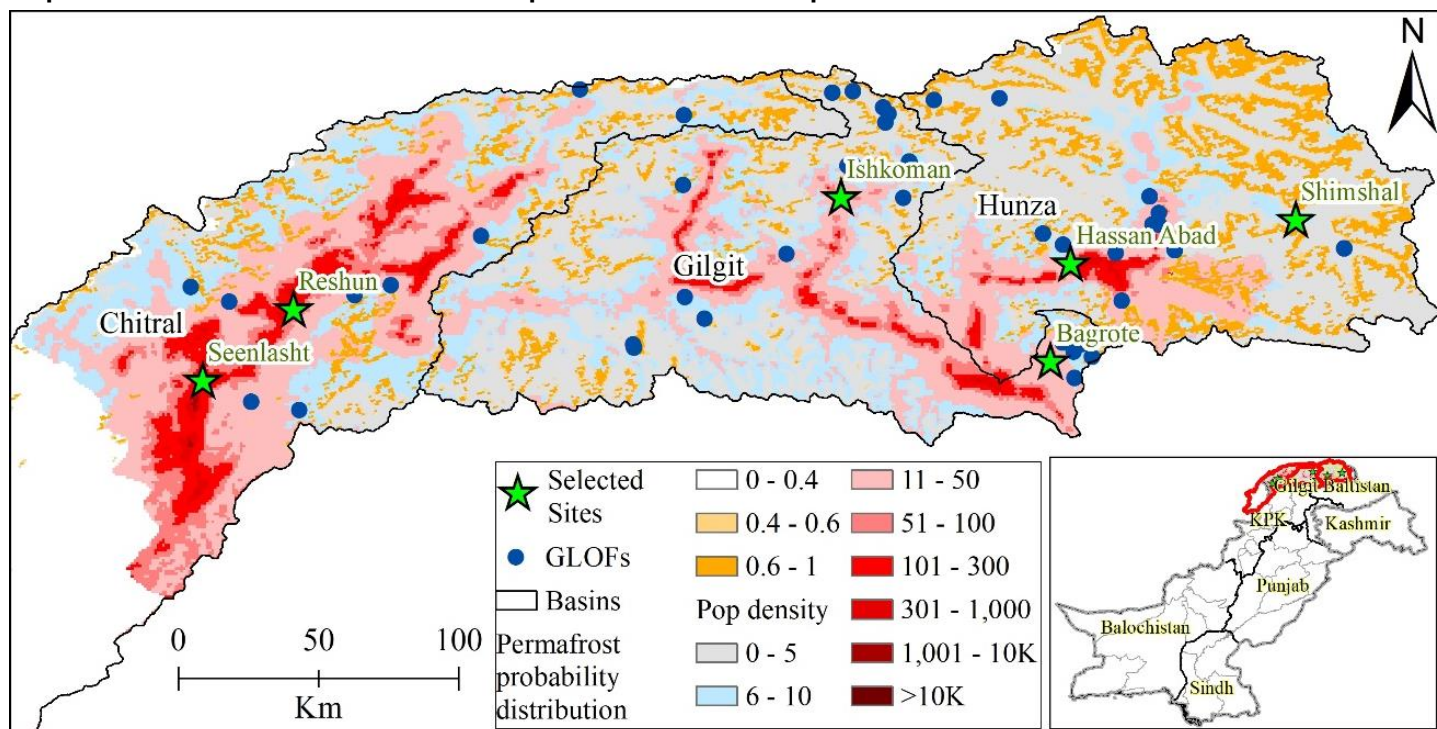 N
Ishkoman
Shimshal
Hunza
Hassan Abad
Gilgit
Reshun
Chitral
Bagrote
Seenlasht
Selected
Sites
GLOFs
Basins
Permafrost
probability
distribution
0 - 0.4
0.4 - 0.6
0.6 - 1
Pop density
0 - 5
6 - 10
11 - 50
51 - 100
101 - 300
301 - 1,000
1,001 - 10K
>10K
0 50 100
Km
Gilgit Baltistan
KPK
Kashmir
Punjab
Balochistan
Sindh